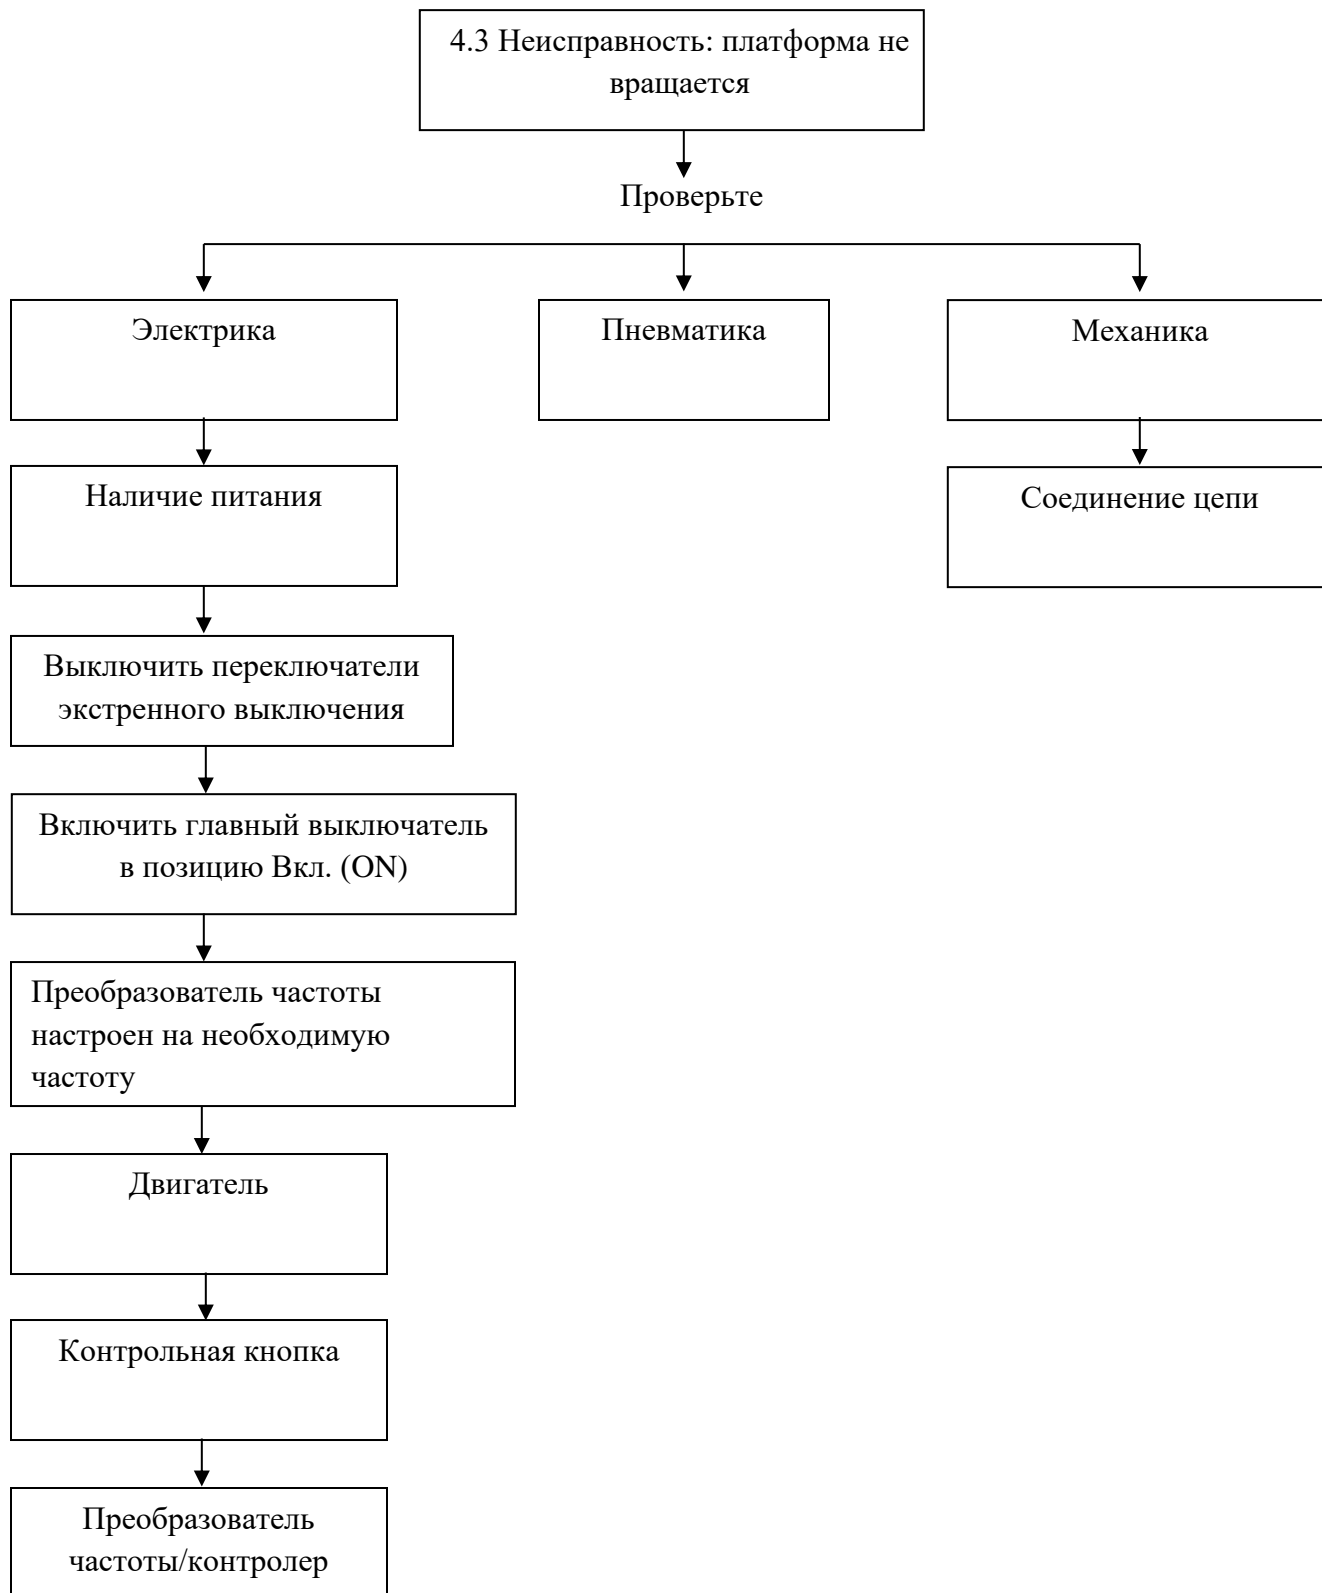 4.3 Неисправность: платформа не
вращается
Проверьте
Электрика
Пневматика
Механика
Наличие питания
Соединение цепи
Выключить переключатели
экстренного выключения
Включить главный выключатель
в позицию Вкл. (ON)
Преобразователь частоты
настроен на необходимую
частоту
Двигатель
Контрольная кнопка
Преобразователь
частоты/контролер